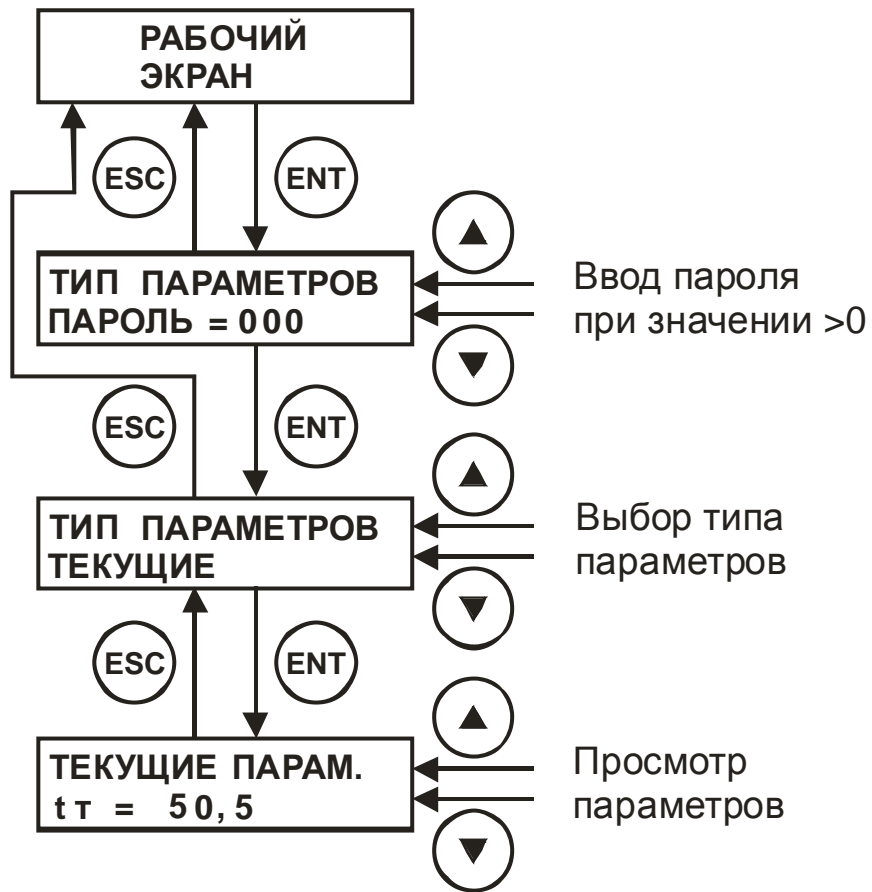 РАБОЧИЙ
ЭКРАН
ESC
ENT
ТИП ПАРАМЕТРОВ
ПАРОЛЬ = 000
Ввод пароля
при значении >0
ESC
ENT
ТИП ПАРАМЕТРОВ
ТЕКУЩИЕ
Выбор типа
параметров
ESC
ENT
ТЕКУЩИЕ ПАРАМ.
tт = 50,5
Просмотр
параметров